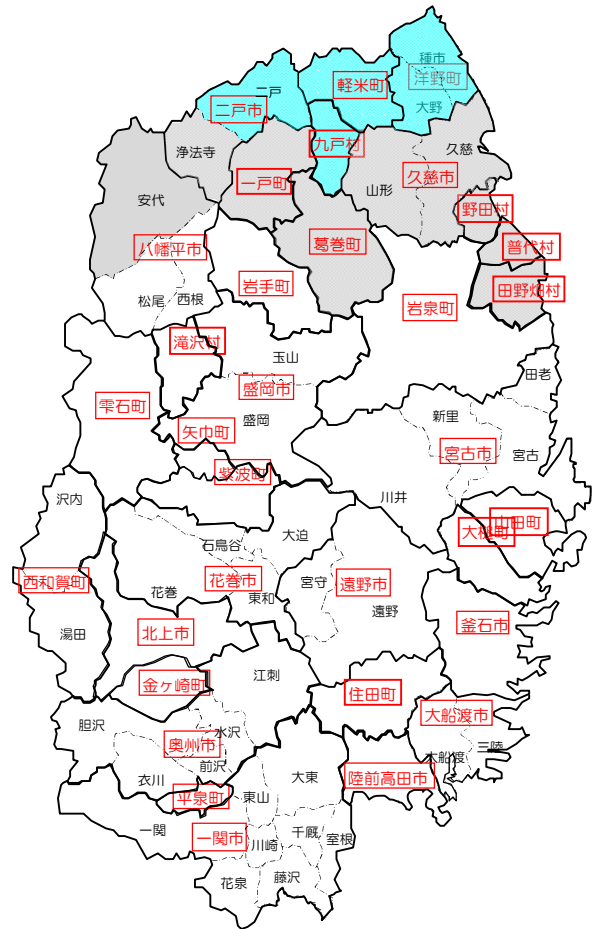 種市
洋野町
二戸
軽米町
大野
二戸市
九戸村
浄法寺
久慈
一戸町
久慈市
山形
安代
野田村
八幡平市
葛巻町
普代村
岩手町
田野畑村
松尾
西根
岩泉町
滝沢村
玉山
田老
盛岡市
雫石町
新里
盛岡
矢巾町
宮古市
宮古
紫波町
沢内
川井
山田町
大槌町
大迫
石鳥谷
西和賀町
花巻市
宮守
遠野市
花巻
東和
遠野
釜石市
湯田
北上市
江刺
金ケ崎町
住田町
大船渡市
胆沢
水沢
奥州市
三陸
大船渡
前沢
衣川
大東
陸前高田市
平泉町
東山
一関
一関市
千厩
室根
川崎
花泉
藤沢